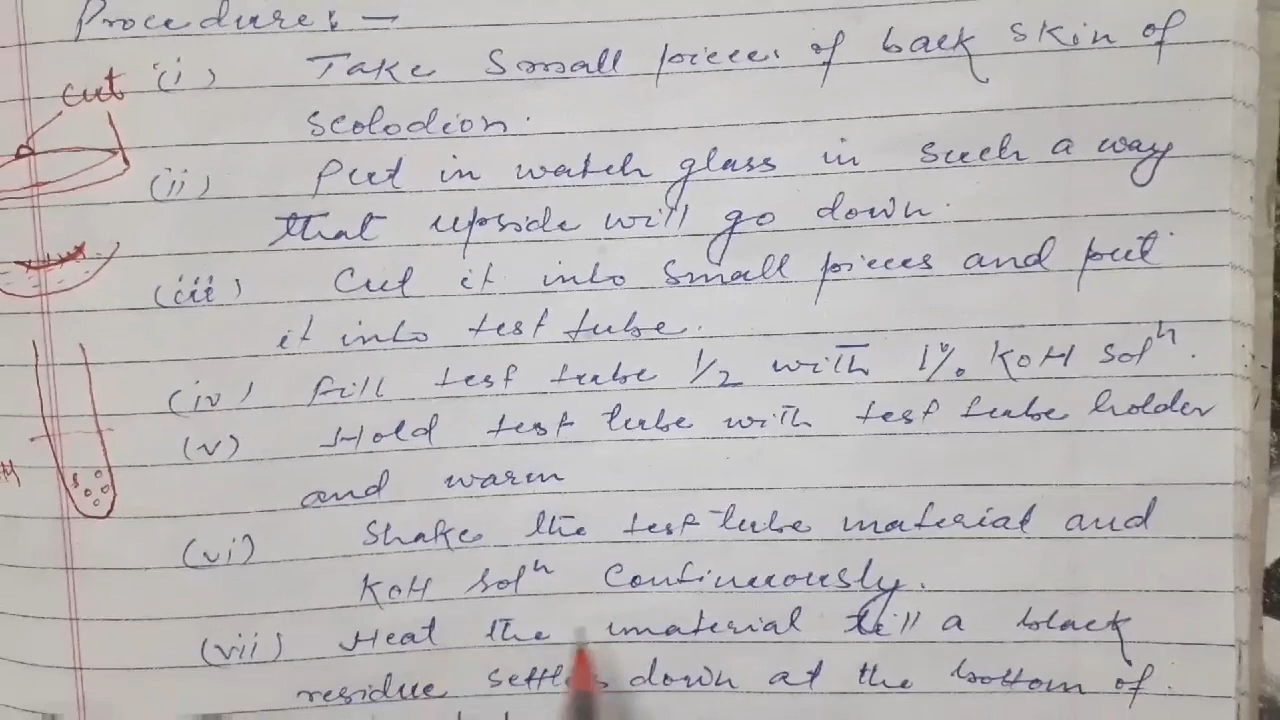 Procedure:-
cut
(i) Take small pieces of back skin of
scolodion.
(ii) Put in watch glass in such a way
that upside will go down.
(iii) Cut it into small pieces and put
it into test tube.
(iv) fill test tube 1/2 with 1% KOH solⁿ.
(v) Hold test tube with test tube holder
and warm
(vi) Shake the test tube material and
KOH solⁿ continuously.
(vii) Heat the material till a black
residue settles down at the bottom of